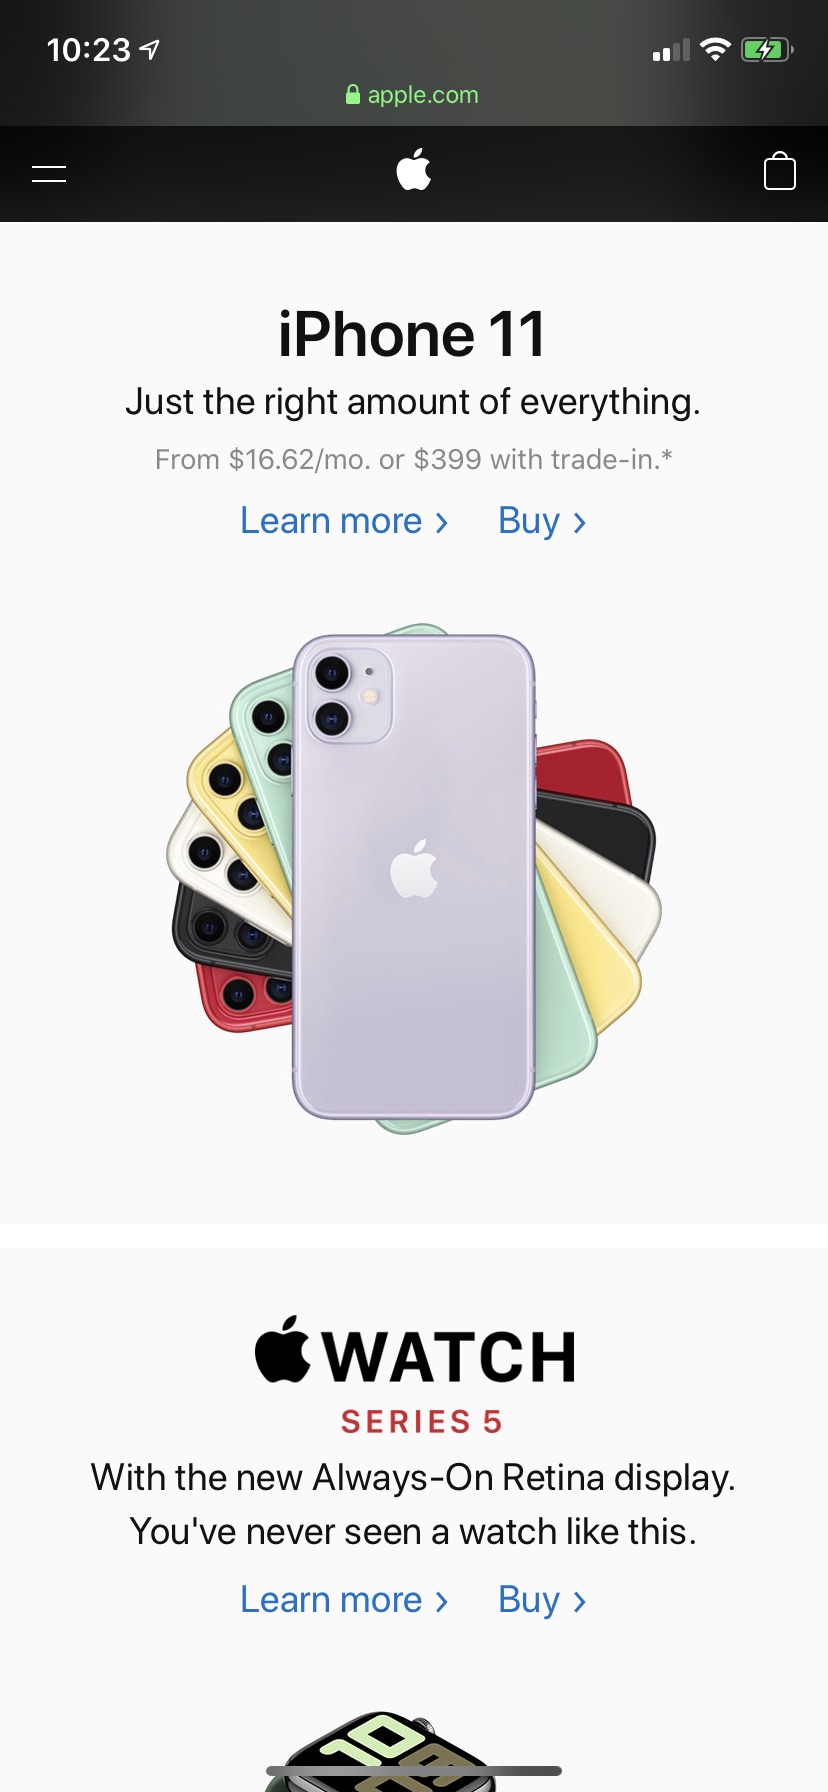 10:23
apple.com
iPhone 11
Just the right amount of everything.
From $16.62/mo. or $399 with trade-in.*
Learn more › Buy ›
WATCH
SERIES 5
With the new Always-On Retina display.
You've never seen a watch like this.
Learn more › Buy ›
10